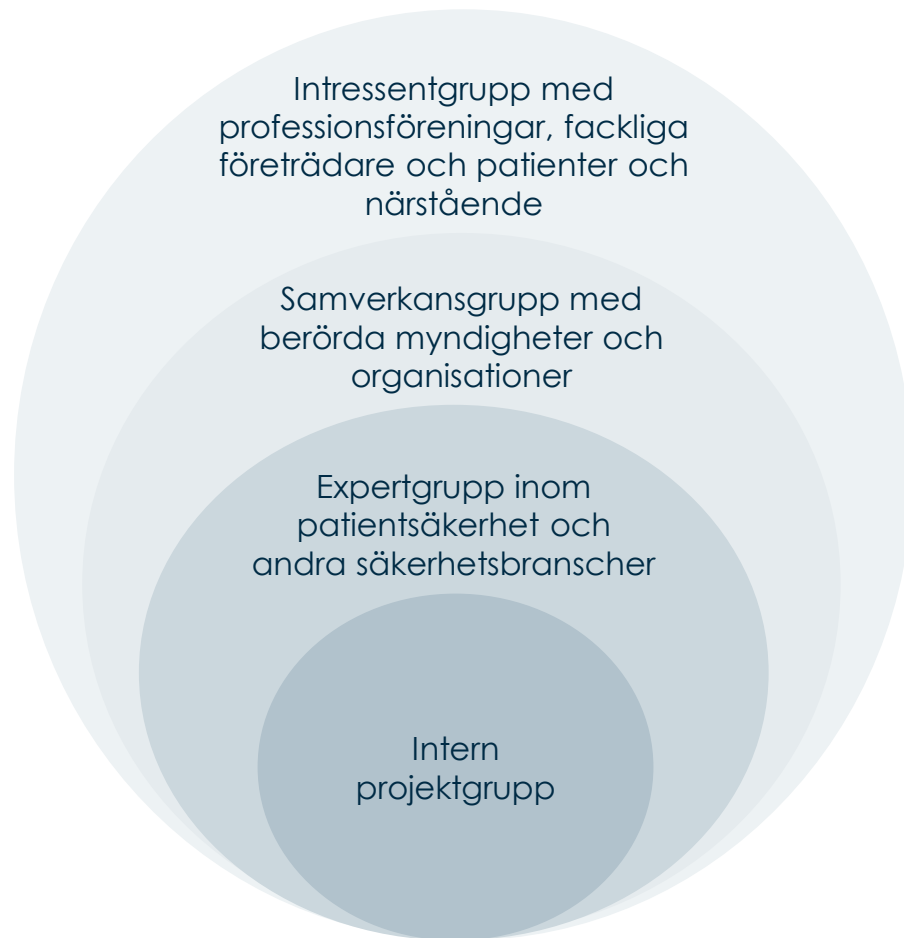 Intressentgrupp med
professionsföreningar, fackliga
företrädare och patienter och
närstående
Samverkansgrupp med
berörda myndigheter och
organisationer
Expertgrupp inom
patientsäkerhet och
andra säkerhetsbranscher
Intern
projektgrupp